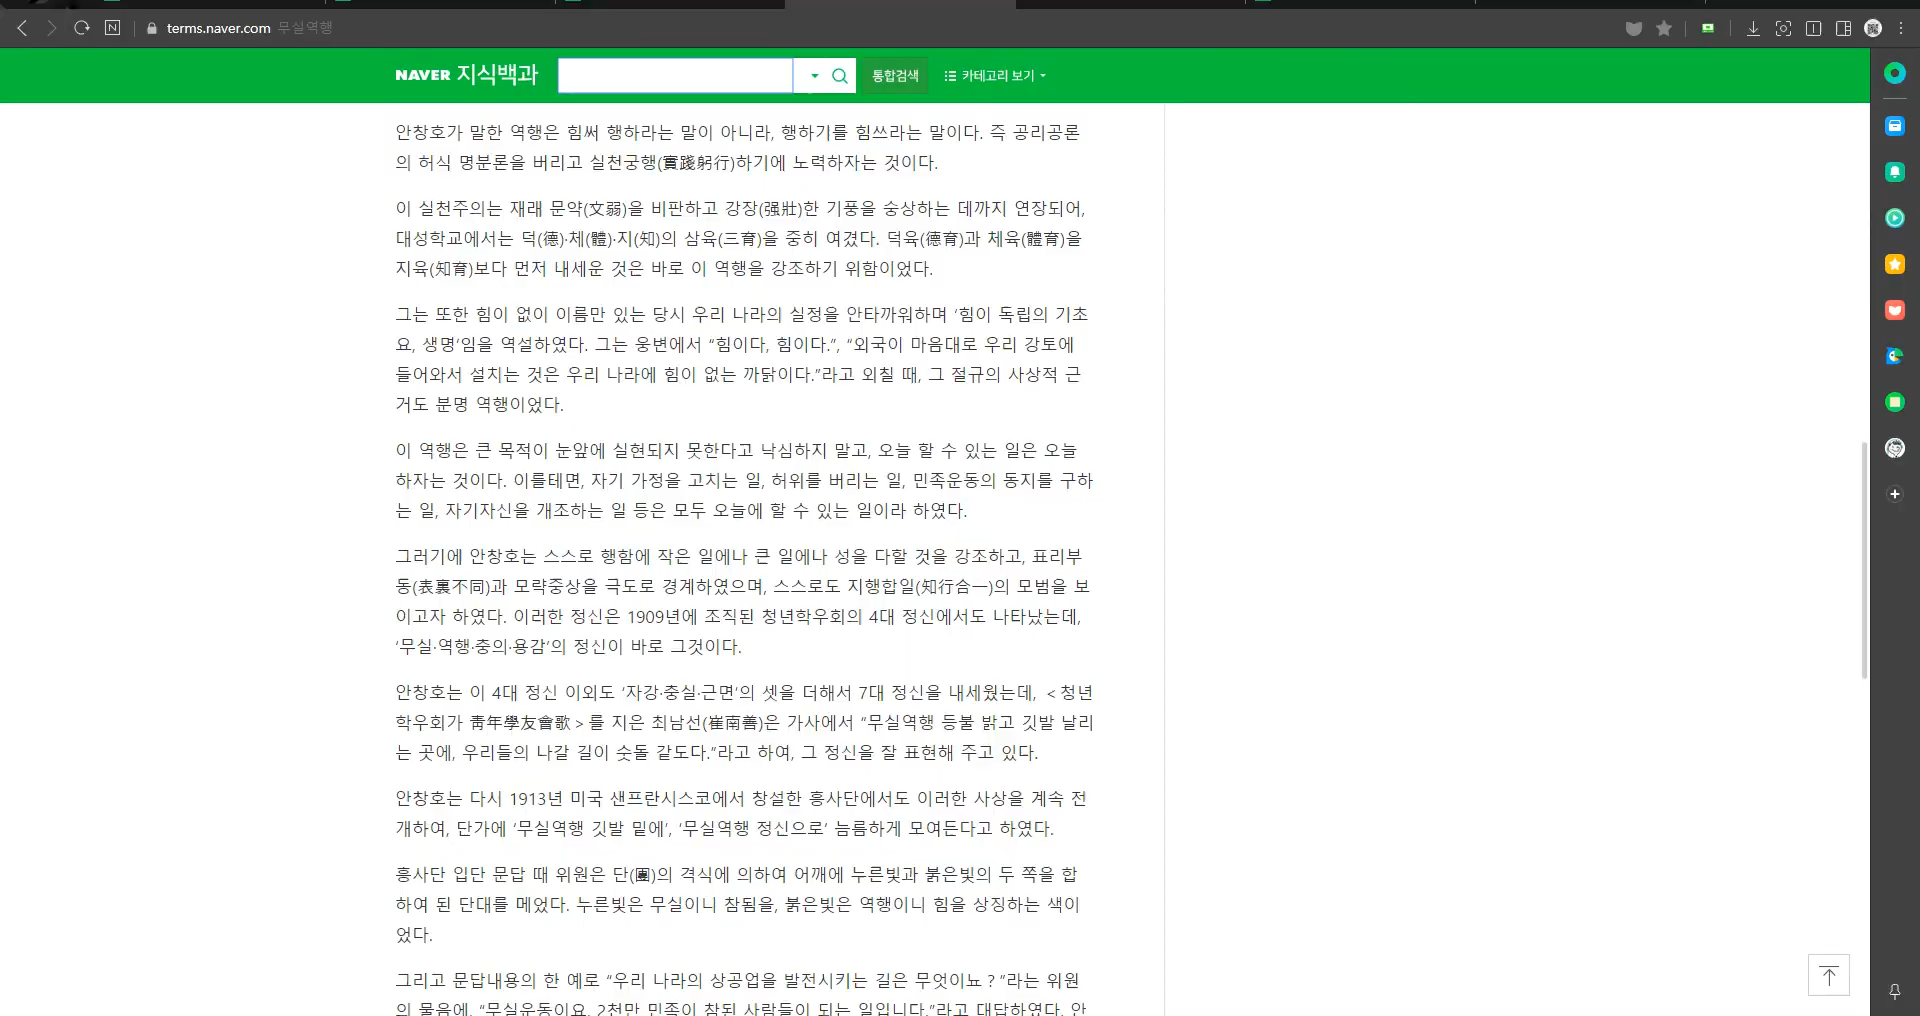 terms.naver.com 무실역행
NAVER 지식백과
통합검색
카테고리 보기
안창호가 말한 역행은 힘써 행하라는 말이 아니라, 행하기를 힘쓰라는 말이다. 즉 공리공론
의 허식 명분론을 버리고 실천궁행(實踐躬行)하기에 노력하자는 것이다.
이 실천주의는 재래 문약(文弱)을 비판하고 강장(强壯)한 기풍을 숭상하는 데까지 연장되어,
대성학교에서는 덕(德)·체(體)·지(知)의 삼육(三育)을 중히 여겼다. 덕육(德育)과 체육(體育)을
지육(知育)보다 먼저 내세운 것은 바로 이 역행을 강조하기 위함이었다.
그는 또한 힘이 없이 이름만 있는 당시 우리 나라의 실정을 안타까워하며 ‘힘이 독립의 기초
요, 생명’임을 역설하였다. 그는 웅변에서 “힘이다, 힘이다.”, “외국이 마음대로 우리 강토에
들어와서 설치는 것은 우리 나라에 힘이 없는 까닭이다.”라고 외칠 때, 그 절규의 사상적 근
거도 분명 역행이었다.
이 역행은 큰 목적이 눈앞에 실현되지 못한다고 낙심하지 말고, 오늘 할 수 있는 일은 오늘
하자는 것이다. 이를테면, 자기 가정을 고치는 일, 허위를 버리는 일, 민족운동의 동지를 구하
는 일, 자기자신을 개조하는 일 등은 모두 오늘에 할 수 있는 일이라 하였다.
그러기에 안창호는 스스로 행함에 작은 일에나 큰 일에나 성을 다할 것을 강조하고, 표리부
동(表裏不同)과 모략중상을 극도로 경계하였으며, 스스로도 지행합일(知行合一)의 모범을 보
이고자 하였다. 이러한 정신은 1909년에 조직된 청년학우회의 4대 정신에서도 나타났는데,
‘무실·역행·충의·용감’의 정신이 바로 그것이다.
안창호는 이 4대 정신 이외도 ‘자강·충실·근면’의 셋을 더해서 7대 정신을 내세웠는데, <청년
학우회가 靑年學友會歌>를 지은 최남선(崔南善)은 가사에서 “무실역행 등불 밝고 깃발 날리
는 곳에, 우리들의 나갈 길이 숫돌 같도다.”라고 하여, 그 정신을 잘 표현해 주고 있다.
안창호는 다시 1913년 미국 샌프란시스코에서 창설한 흥사단에서도 이러한 사상을 계속 전
개하여, 단가에 ‘무실역행 깃발 밑에’, ‘무실역행 정신으로’ 늠름하게 모여든다고 하였다.
흥사단 입단 문답 때 위원은 단(團)의 격식에 의하여 어깨에 누른빛과 붉은빛의 두 쪽을 합
하여 된 단대를 메었다. 누른빛은 무실이니 참됨을, 붉은빛은 역행이니 힘을 상징하는 색이
었다.
그리고 문답내용의 한 예로 “우리 나라의 상공업을 발전시키는 길은 무엇이뇨?”라는 위원
의 물음에, “무실운동이요, 2천만 민족이 참된 사람들이 되는 일입니다.”라고 대답하였다. 안